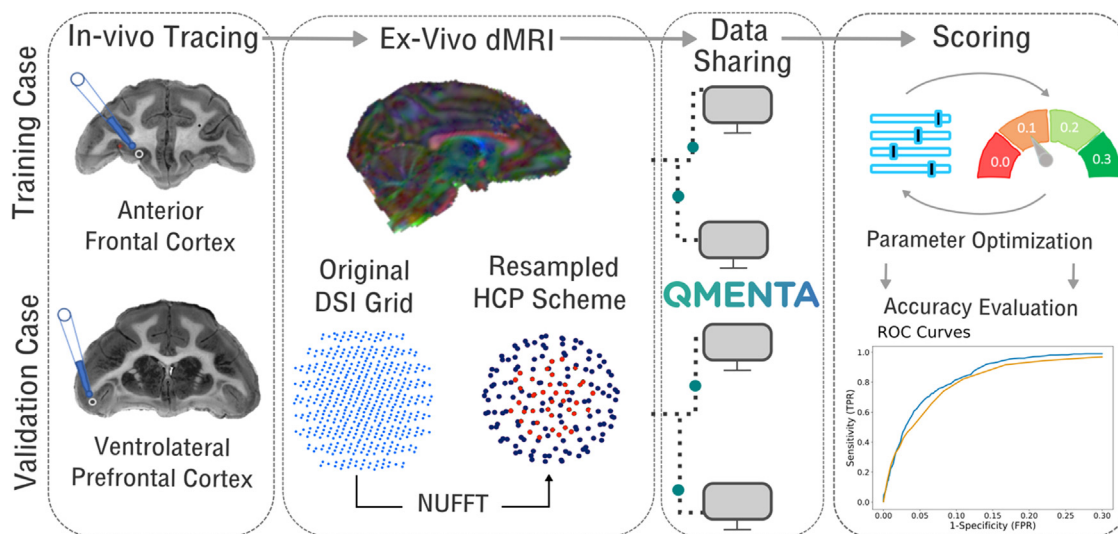 In-vivo Tracing
Ex-Vivo dMRI
Data
Sharing
Scoring
Training Case
Anterior
Frontal Cortex
0.0
0.1
0.2
0.3
Parameter Optimization
Original
DSI Grid
Resampled
HCP Scheme
QMENTA
Validation Case
Ventrolateral
Prefrontal Cortex
NUFFT
Accuracy Evaluation
ROC Curves
Sensitivity (TPR)
1.0
0.8
0.6
0.4
0.2
0.0
0.00
0.05
0.10
0.15
0.20
0.25
0.30
1-Specificity (FPR)